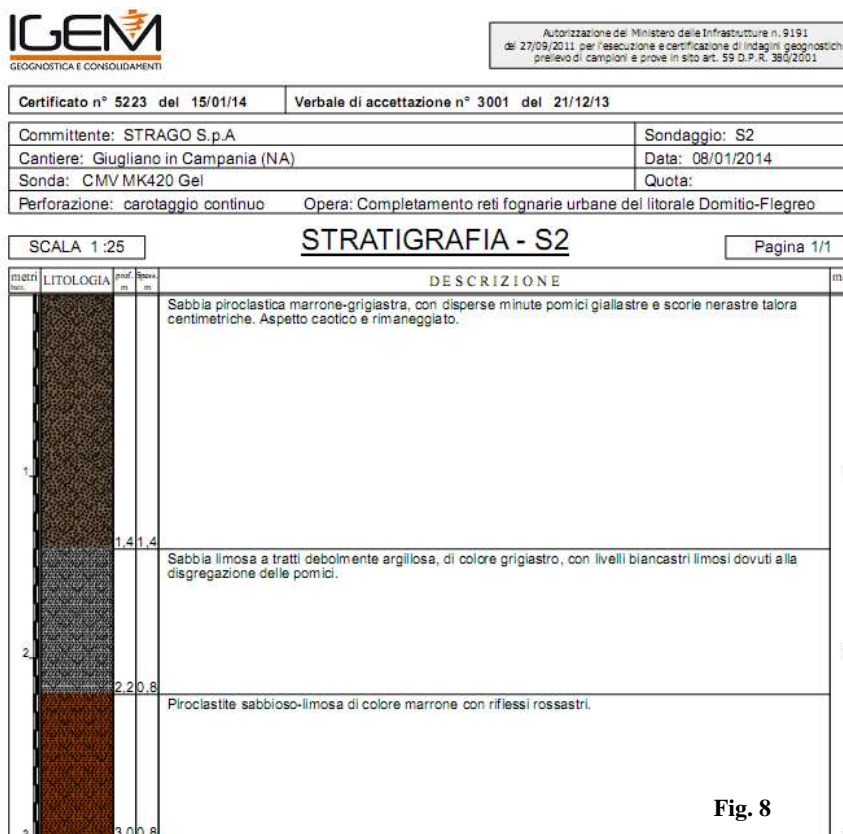 IGEM
GEOGNOSTICA E CONSOLIDAMENTI
Autorizzazione del Ministero delle Infrastrutture n. 9191
del 27/09/2011 per l'esecuzione e certificazione di indagini geognostich
prelievo di campioni e prove in sito art. 59 D.P.R. 380/2001
Certificato n° 5223 del 15/01/14 Verbale di accettazione n° 3001 del 21/12/13
Committente: STRAGO S.p.A Sondaggio: S2
Cantiere: Giugliano in Campania (NA) Data: 08/01/2014
Sonda: CMV MK420 Gel Quota:
Perforazione: carotaggio continuo Opera: Completamento reti fognarie urbane del litorale Domitio-Flegreo
SCALA 1:25 STRATIGRAFIA - S2 Pagina 1/1
metri LITOLOGIA prof. m Spess. m DESCRIZIONE
Sabbia piroclastica marrone-grigiastra, con disperse minute pomici giallastre e scorie nerastre talora
centimetriche. Aspetto caotico e rimaneggiato.
1
1,4 1,4
Sabbia limosa a tratti debolmente argillosa, di colore grigiastro, con livelli biancastri limosi dovuti alla
disgregazione delle pomici.
2
2,2 0,8
Piroclastite sabbioso-limosa di colore marrone con riflessi rossastri.
Fig. 8
3
3,0 0,8